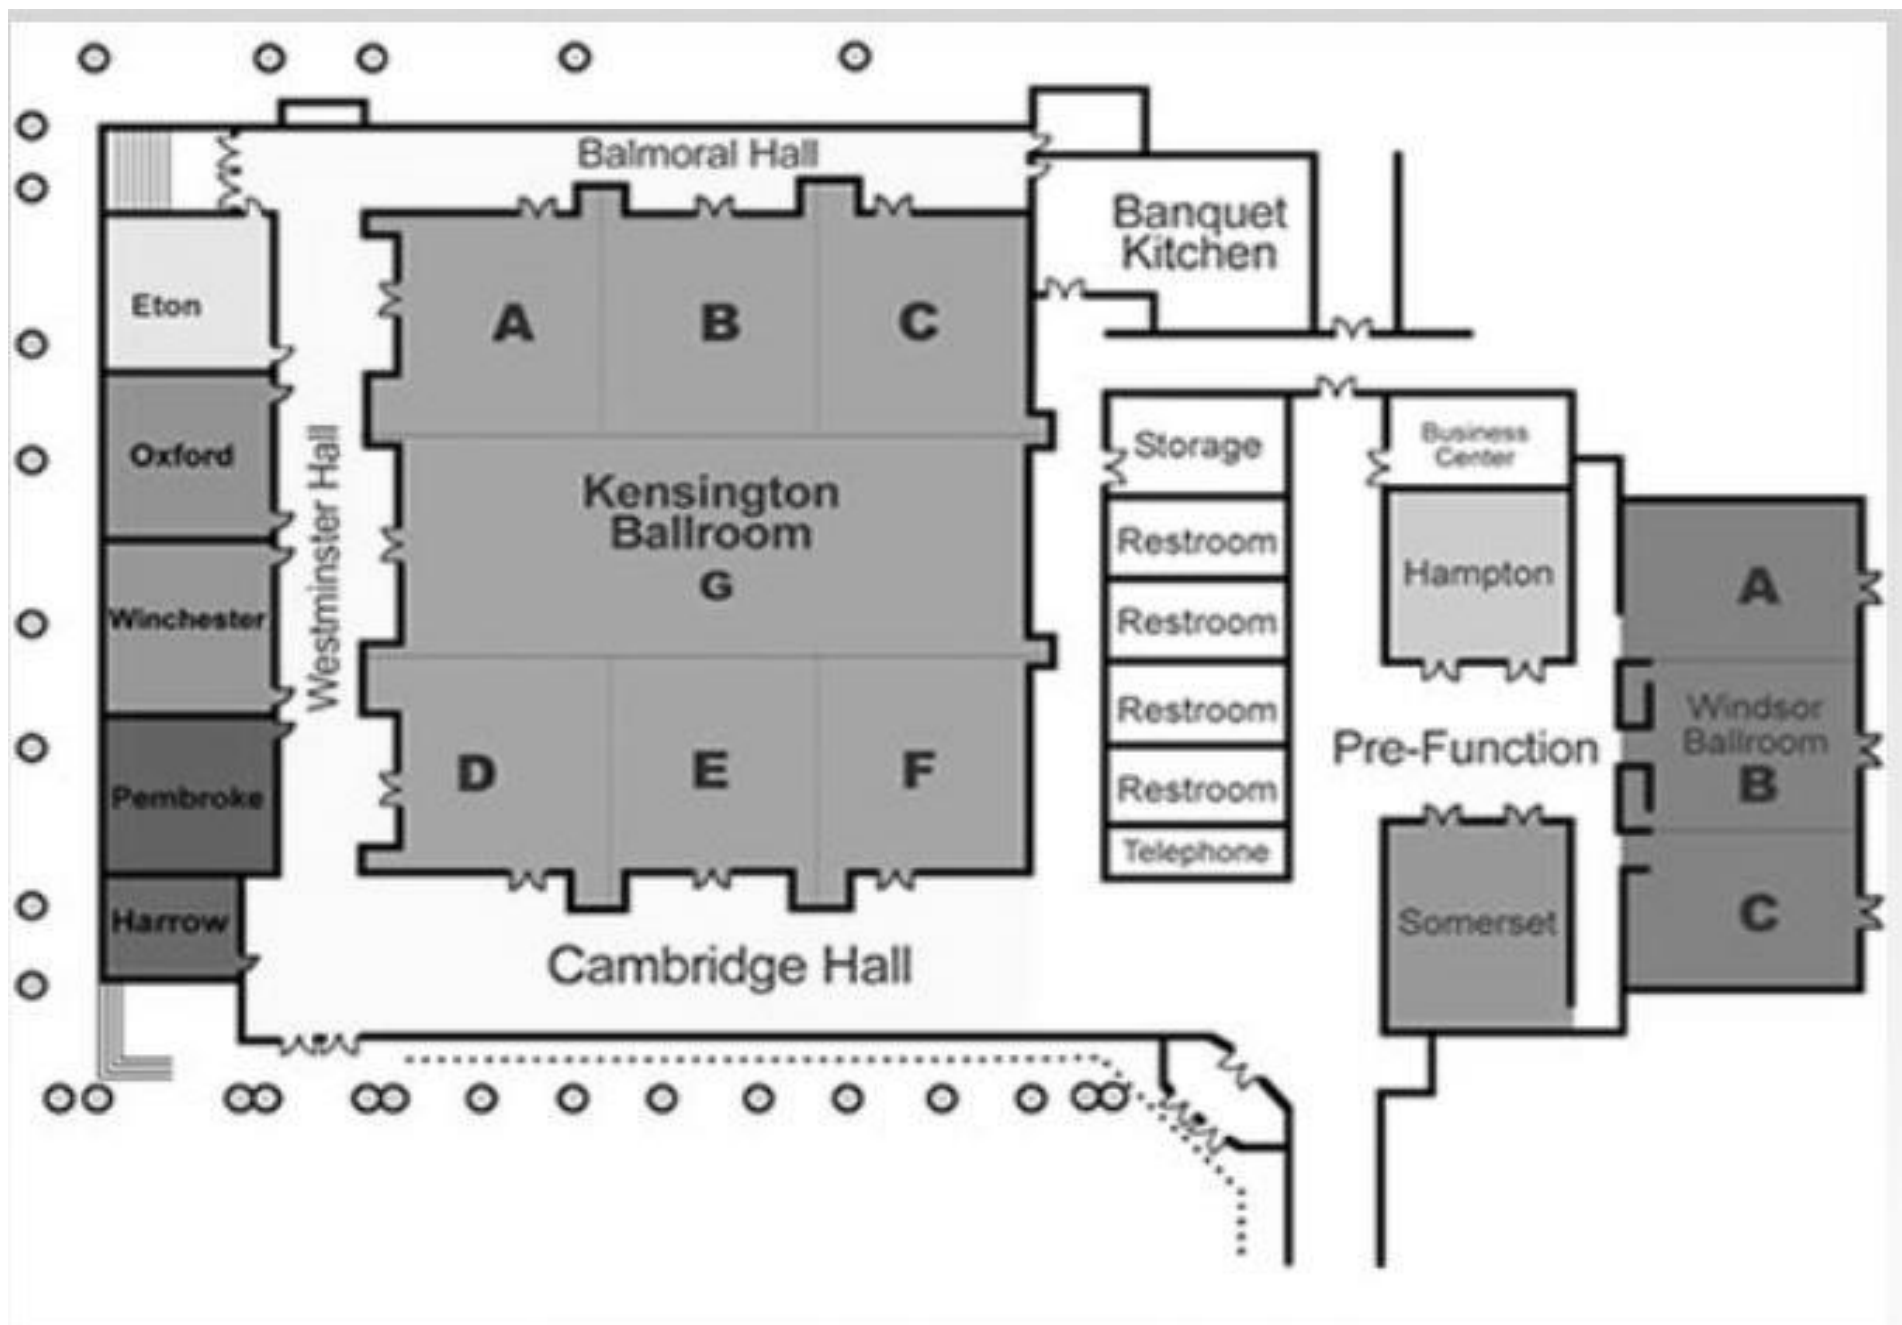 Balmoral Hall
Banquet
Kitchen
Eton
A
B
C
Oxford
Westminster Hall
Storage
Business
Center
Kensington
Ballroom
G
Restroom
Hampton
A
Winchester
Restroom
Restroom
Windsor
Ballroom
Pre-Function
D
E
F
Restroom
B
Pembroke
Telephone
Harrow
Somerset
C
Cambridge Hall